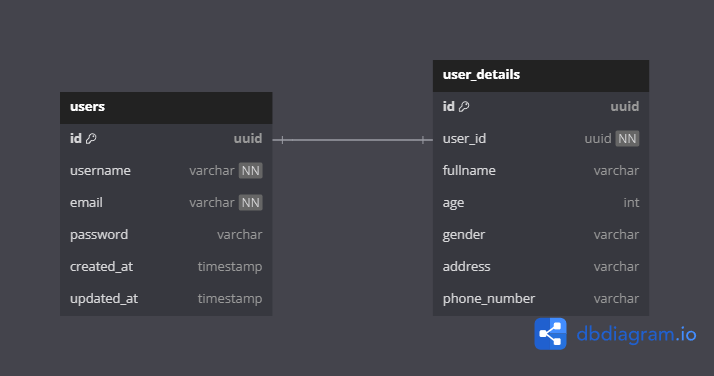 users
id uuid
username varchar NN
email varchar NN
password varchar
created_at timestamp
updated_at timestamp
user_details
id uuid
user_id uuid NN
fullname varchar
age int
gender varchar
address varchar
phone_number varchar
dbdiagram.io